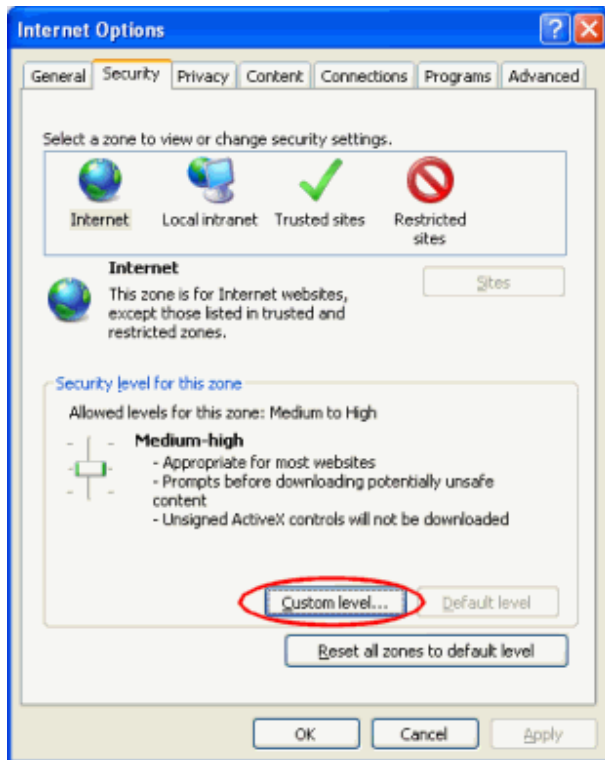 Internet Options
General Security Privacy Content Connections Programs Advanced
Select a zone to view or change security settings.
Internet Local intranet Trusted sites Restricted
sites
Internet
Sites
This zone is for Internet websites,
except those listed in trusted and
restricted zones.
Security level for this zone
Allowed levels for this zone: Medium to High
Medium-high
- Appropriate for most websites
- Prompts before downloading potentially unsafe
content
- Unsigned ActiveX controls will not be downloaded
Custom level... Default level
Reset all zones to default level
OK Cancel Apply